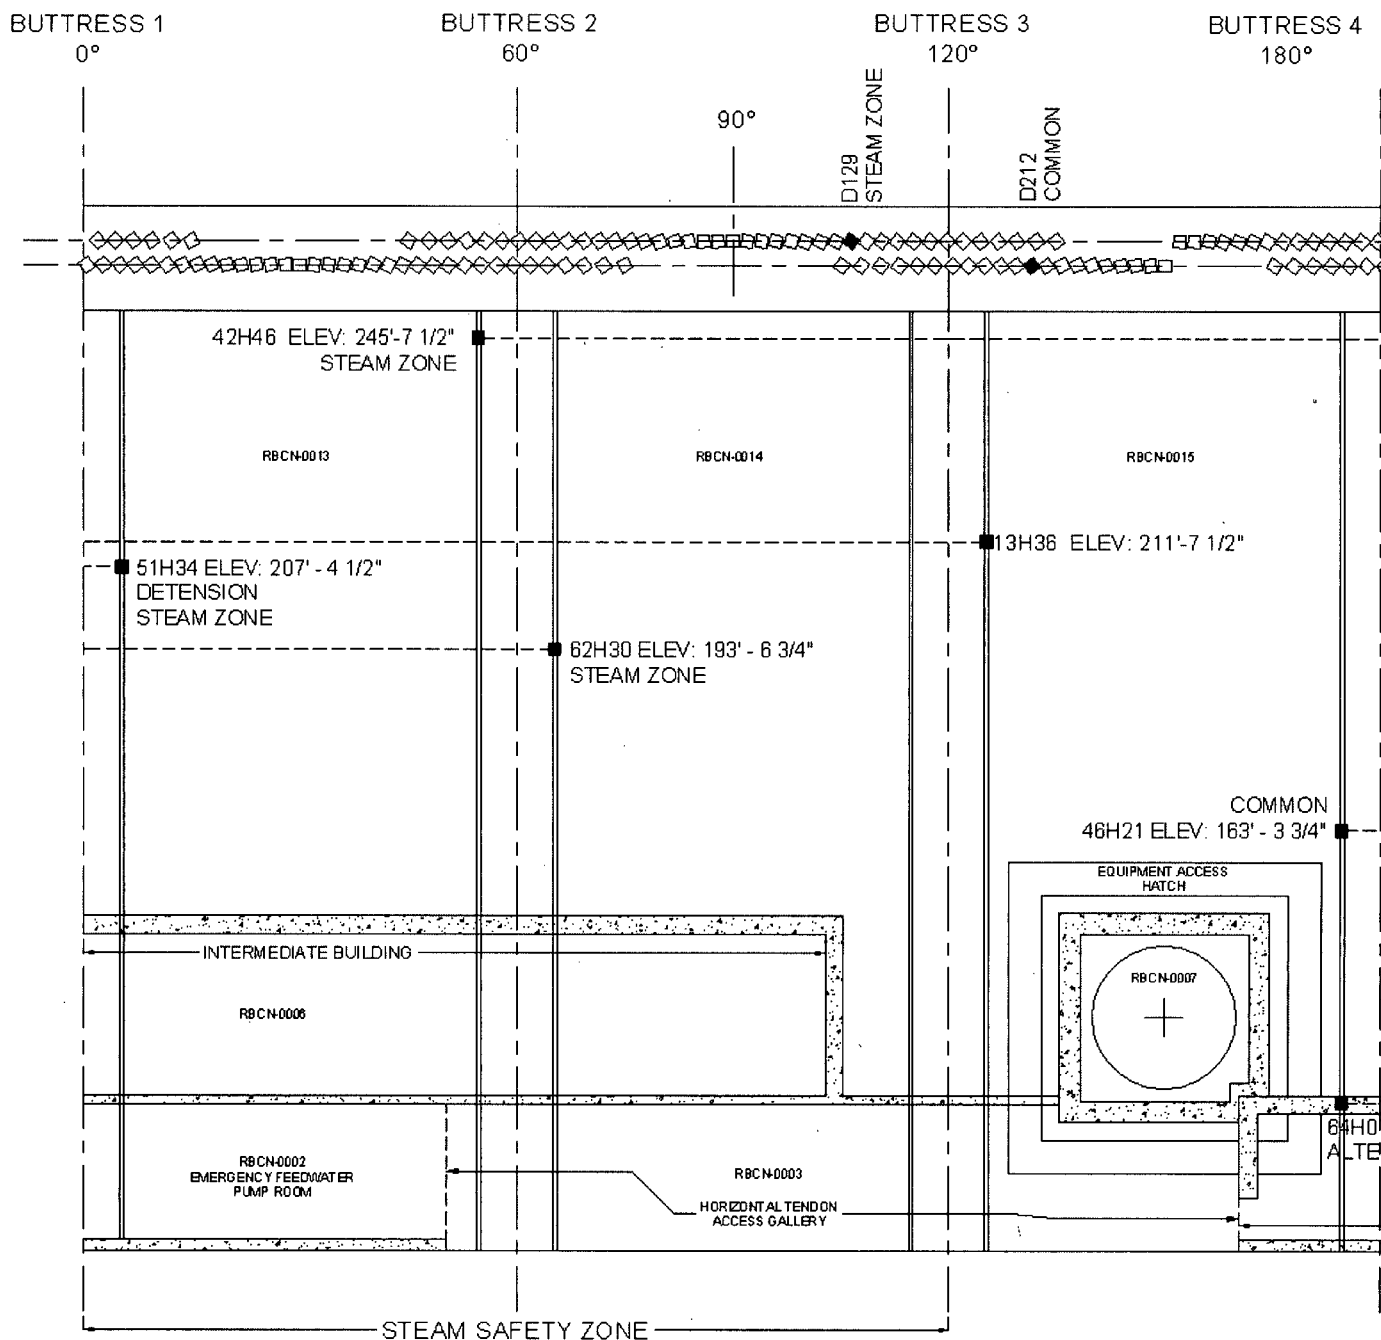 BUTTRESS 1
0°
BUTTRESS 2
60°
BUTTRESS 3
120°
BUTTRESS 4
180°
90°
D129
STEAM ZONE
D212
COMMON
42H46 ELEV: 245'-7 1/2"
STEAM ZONE
RBCN-0013
RBCN-0014
RBCN-0015
13H36 ELEV: 211'-7 1/2"
51H34 ELEV: 207' - 4 1/2"
DETENSION
STEAM ZONE
62H30 ELEV: 193' - 6 3/4"
STEAM ZONE
COMMON
46H21 ELEV: 163' - 3 3/4"
EQUIPMENT ACCESS
HATCH
INTERMEDIATE BUILDING
RBCN-0007
RBCN-0006
64H0
ALTE
RBCN-0002
EMERGENCY FEEDWATER
PUMP ROOM
RBCN-0003
HORIZONTAL TENDON
ACCESS GALLERY
STEAM SAFETY ZONE